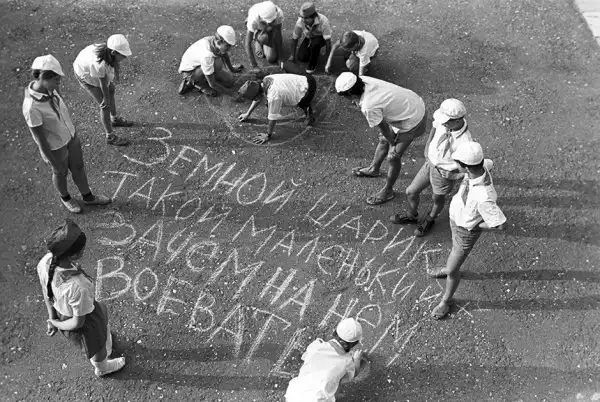 ЗЕМНОЙ ШАРИК
ТАКОЙ МАЛЕНЬКИЙ
ЗАЧЕМ НА НЕМ
ВОЕВАТЬ